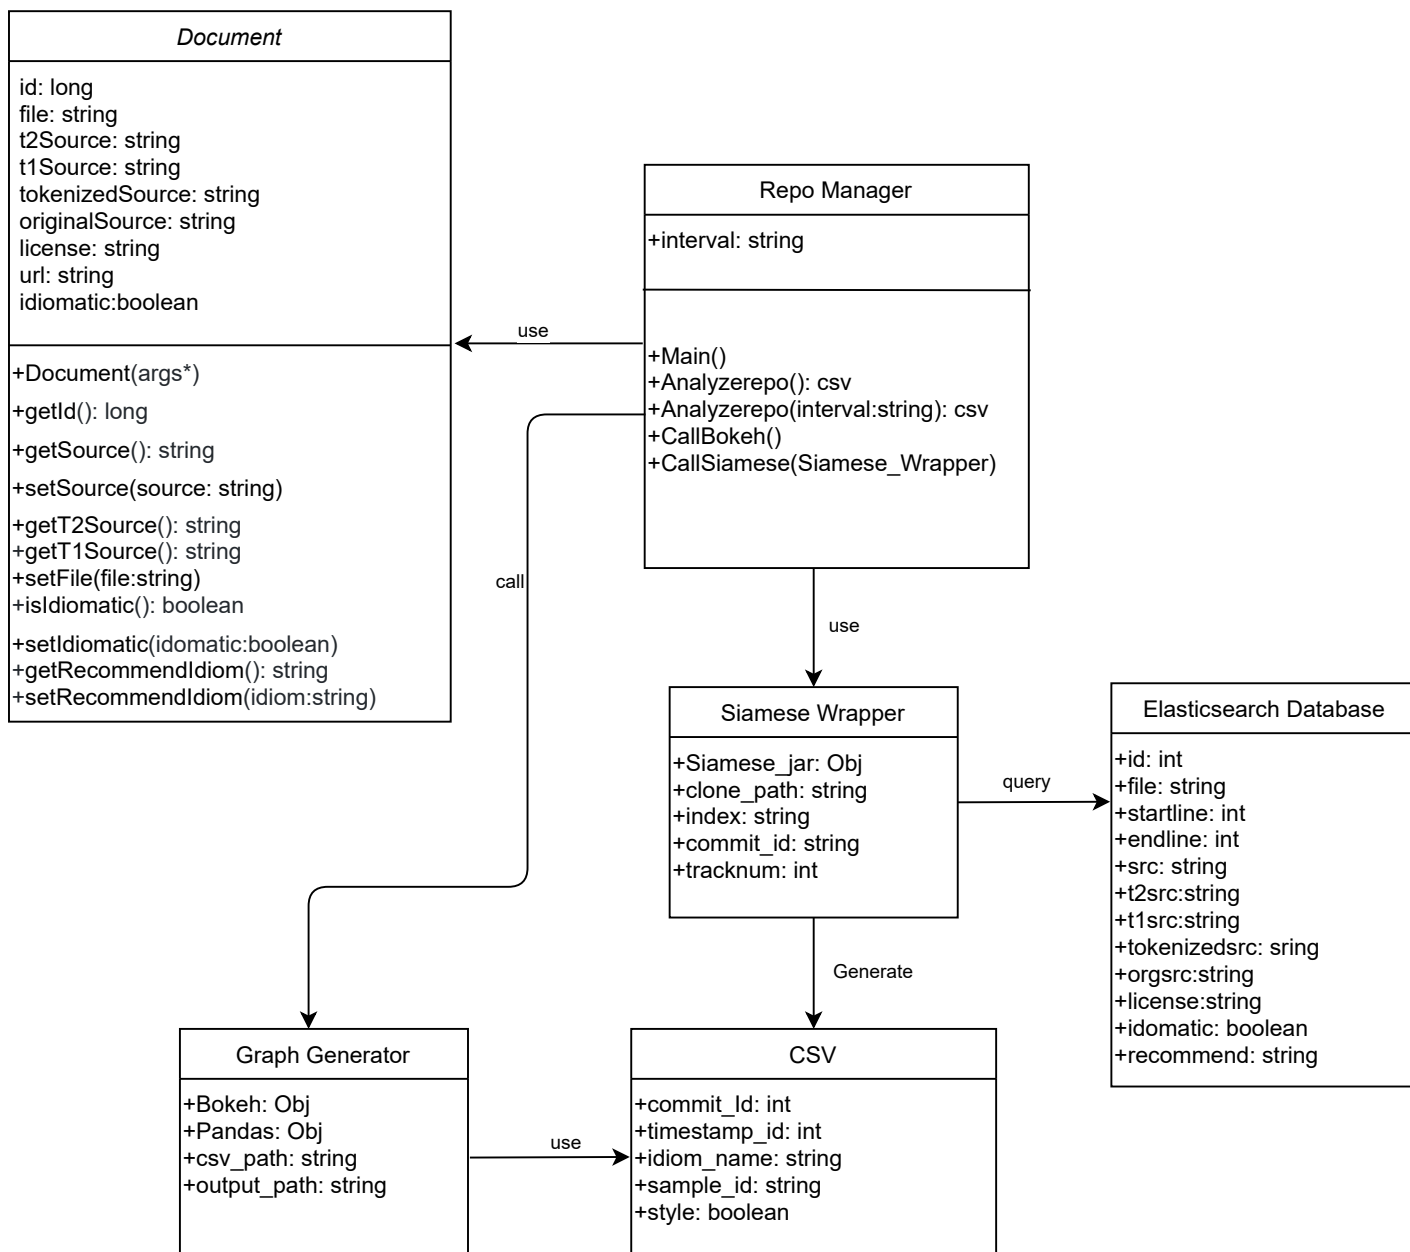 Document
id: long
file: string
t2Source: string
t1Source: string
tokenizedSource: string
originalSource: string
license: string
url: string
idiomatic:boolean
+Document(args*)
+getId(): long
+getSource(): string
+setSource(source: string)
+getT2Source(): string
+getT1Source(): string
+setFile(file:string)
+isIdiomatic(): boolean
+setIdiomatic(idomatic:boolean)
+getRecommendIdiom(): string
+setRecommendIdiom(idiom:string)
use
Repo Manager
+interval: string
+Main()
+Analyzerepo(): csv
+Analyzerepo(interval:string): csv
+CallBokeh()
+CallSiamese(Siamese_Wrapper)
call
use
Siamese Wrapper
+Siamese_jar: Obj
+clone_path: string
+index: string
+commit_id: string
+tracknum: int
query
Elasticsearch Database
+id: int
+file: string
+startline: int
+endline: int
+src: string
+t2src:string
+t1src:string
+tokenizedsrc: sring
+orgsrc:string
+license:string
+idomatic: boolean
+recommend: string
Generate
Graph Generator
+Bokeh: Obj
+Pandas: Obj
+csv_path: string
+output_path: string
use
CSV
+commit_Id: int
+timestamp_id: int
+idiom_name: string
+sample_id: string
+style: boolean